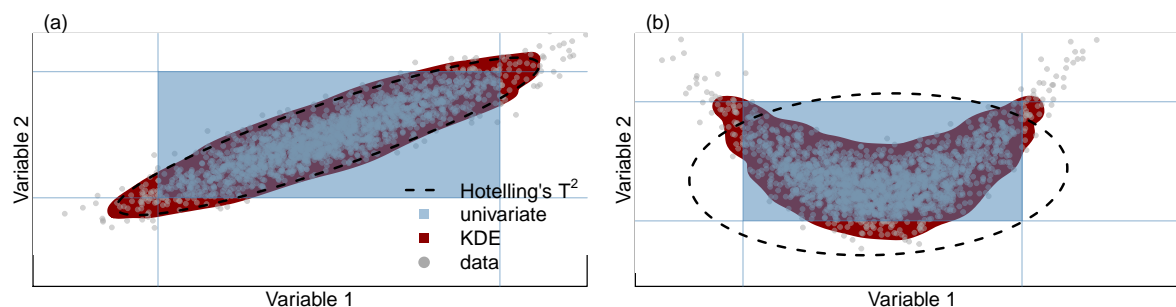 (a)
Variable 2
Hotelling's T²
univariate
KDE
data
Variable 1
(b)
Variable 2
Variable 1